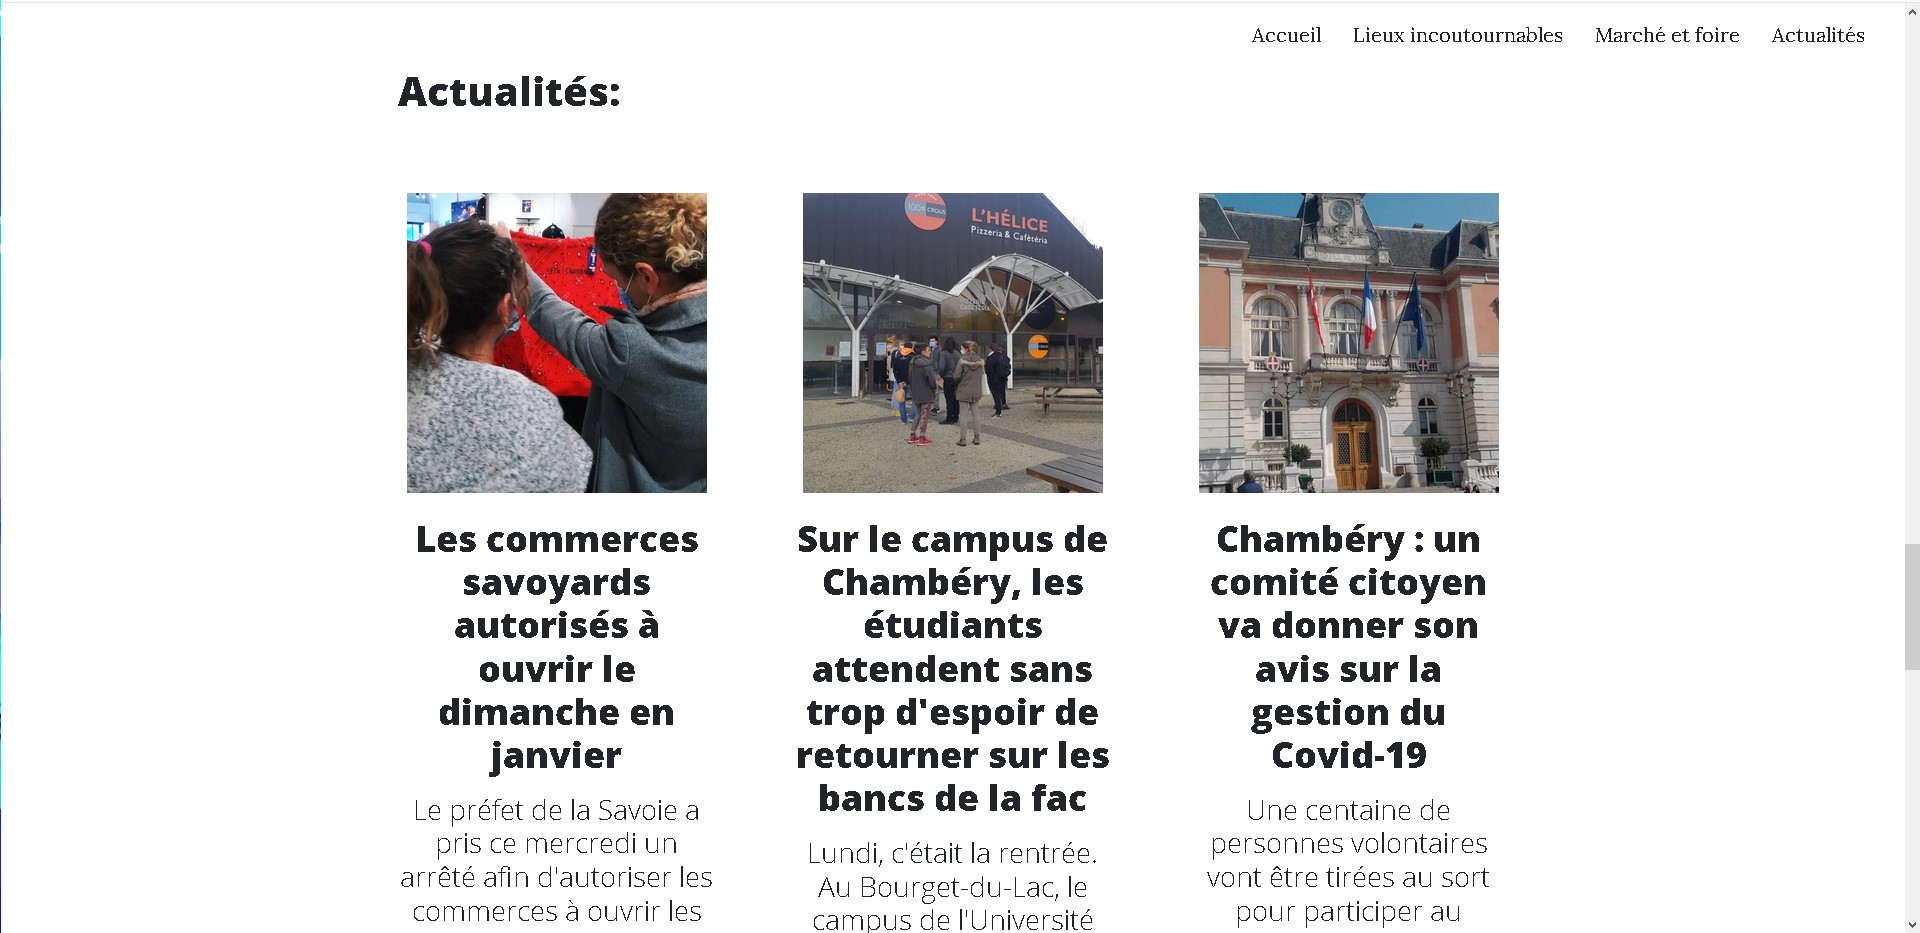 Accueil Lieux incoutournables Marché et foire Actualités
Actualités:
100% CROUS
L'HÉLICE
Pizzeria & Cafétéria
Les commerces
savoyards
autorisés à
ouvrir le
dimanche en
janvier
Le préfet de la Savoie a
pris ce mercredi un
arrêté afin d'autoriser les
commerces à ouvrir les
Sur le campus de
Chambéry, les
étudiants
attendent sans
trop d'espoir de
retourner sur les
bancs de la fac
Lundi, c'était la rentrée.
Au Bourget-du-Lac, le
campus de l'Université
Chambéry : un
comité citoyen
va donner son
avis sur la
gestion du
Covid-19
Une centaine de
personnes volontaires
vont être tirées au sort
pour participer au